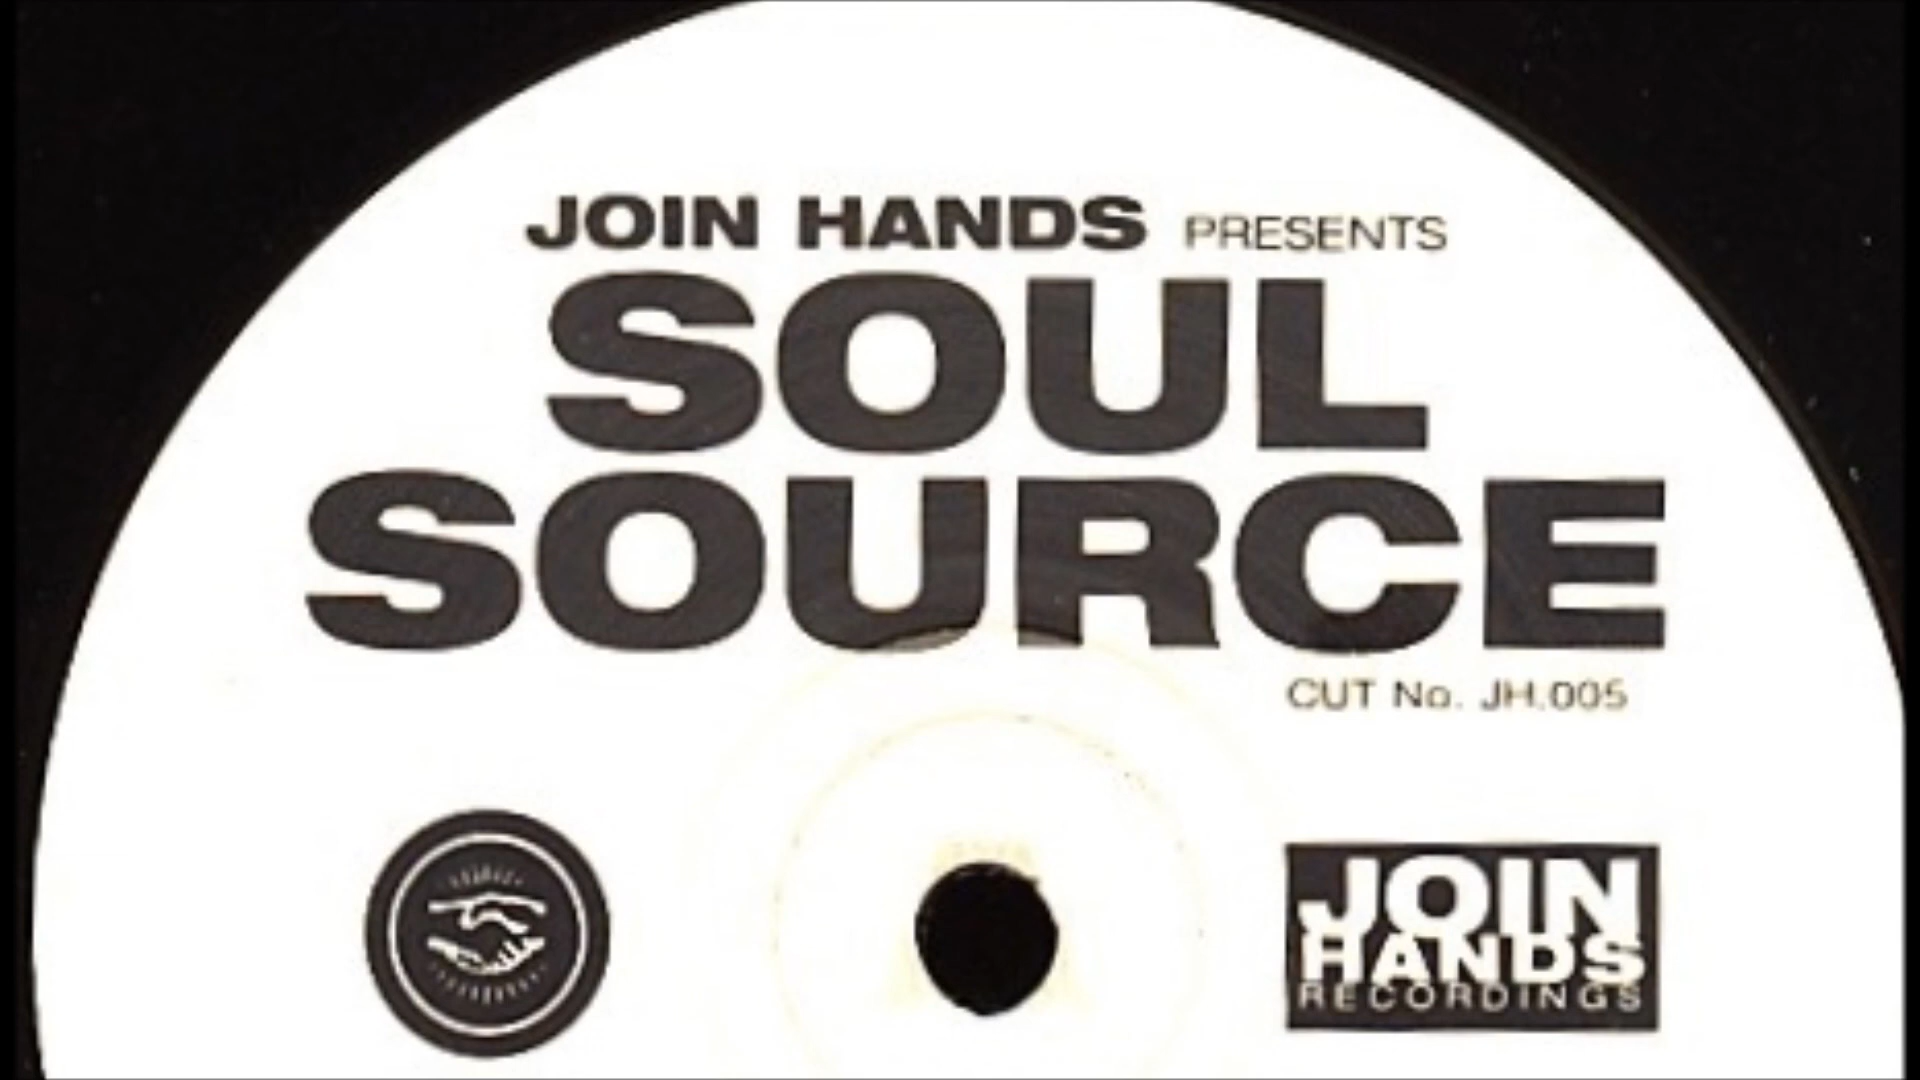 JOIN HANDS PRESENTS
SOUL
SOURCE
CUT No. JH.005
JOIN
HANDS
RECORDINGS